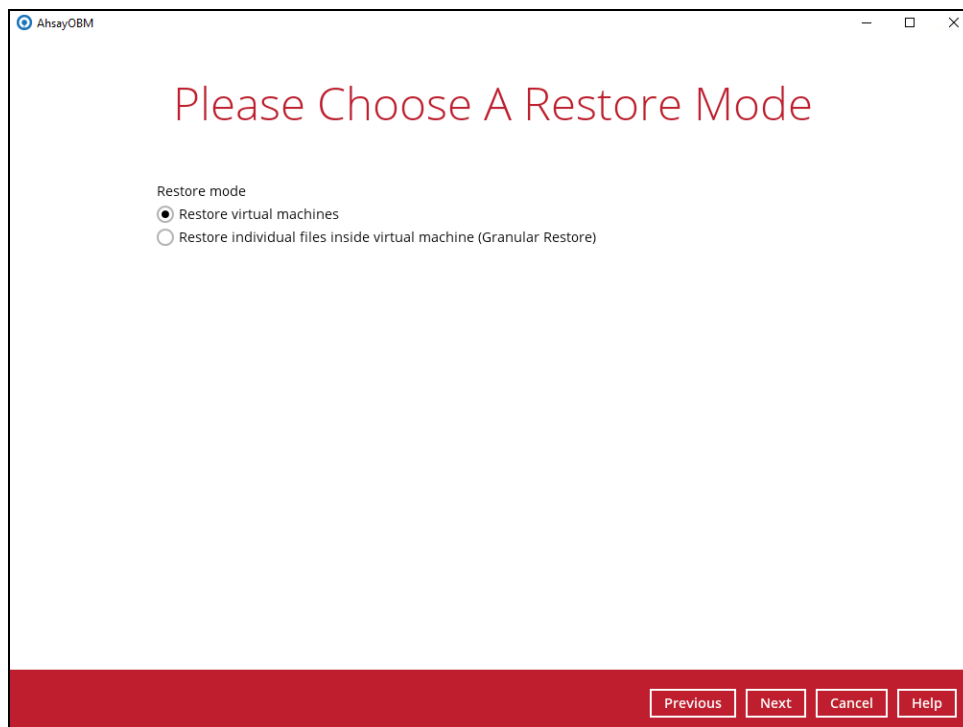 AhsayOBM
Please Choose A Restore Mode
Restore mode
Restore virtual machines
Restore individual files inside virtual machine (Granular Restore)
Previous Next Cancel Help